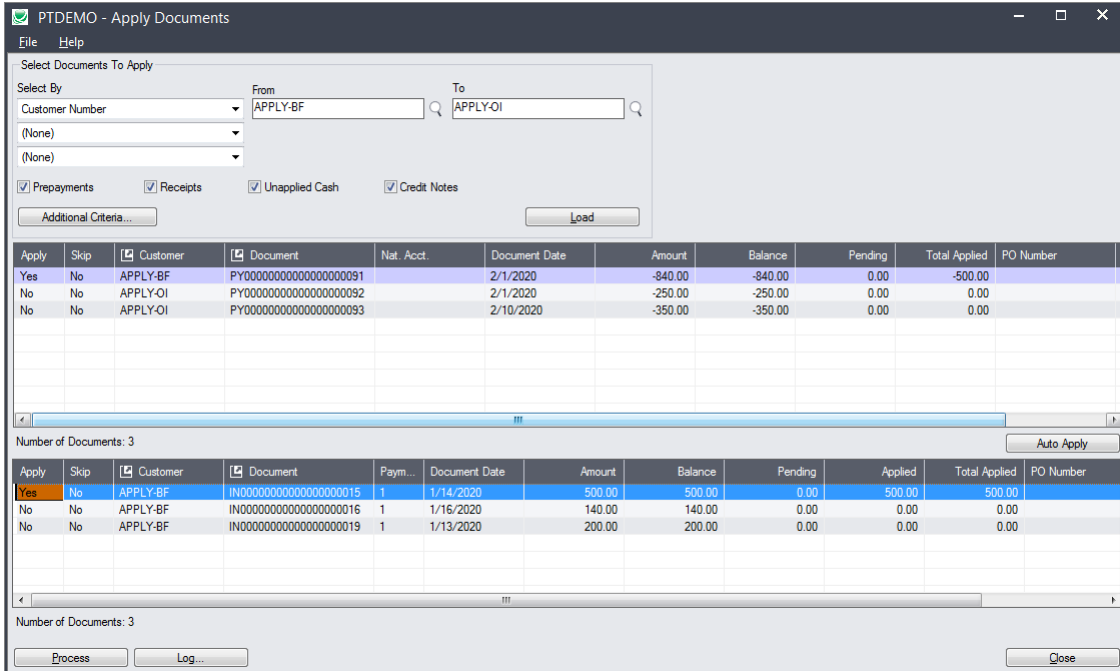 PTDEMO - Apply Documents
File Help
Select Documents To Apply
Select By From To
Customer Number APPLY-BF APPLY-OI
(None)
(None)
Prepayments Receipts Unapplied Cash Credit Notes
Additional Criteria... Load
Apply Skip Customer Document Nat. Acct. Document Date Amount Balance Pending Total Applied PO Number
Yes No APPLY-BF PY00000000000000000091 2/1/2020 -840.00 -840.00 0.00 -500.00
No No APPLY-OI PY00000000000000000092 2/1/2020 -250.00 -250.00 0.00 0.00
No No APPLY-OI PY00000000000000000093 2/10/2020 -350.00 -350.00 0.00 0.00
Number of Documents: 3 Auto Apply
Apply Skip Customer Document Paym... Document Date Amount Balance Pending Applied Total Applied PO Number
Yes No APPLY-BF IN00000000000000000015 1 1/14/2020 500.00 500.00 0.00 500.00 500.00
No No APPLY-BF IN00000000000000000016 1 1/16/2020 140.00 140.00 0.00 0.00 0.00
No No APPLY-BF IN00000000000000000019 1 1/13/2020 200.00 200.00 0.00 0.00 0.00
Number of Documents: 3
Process Log... Close